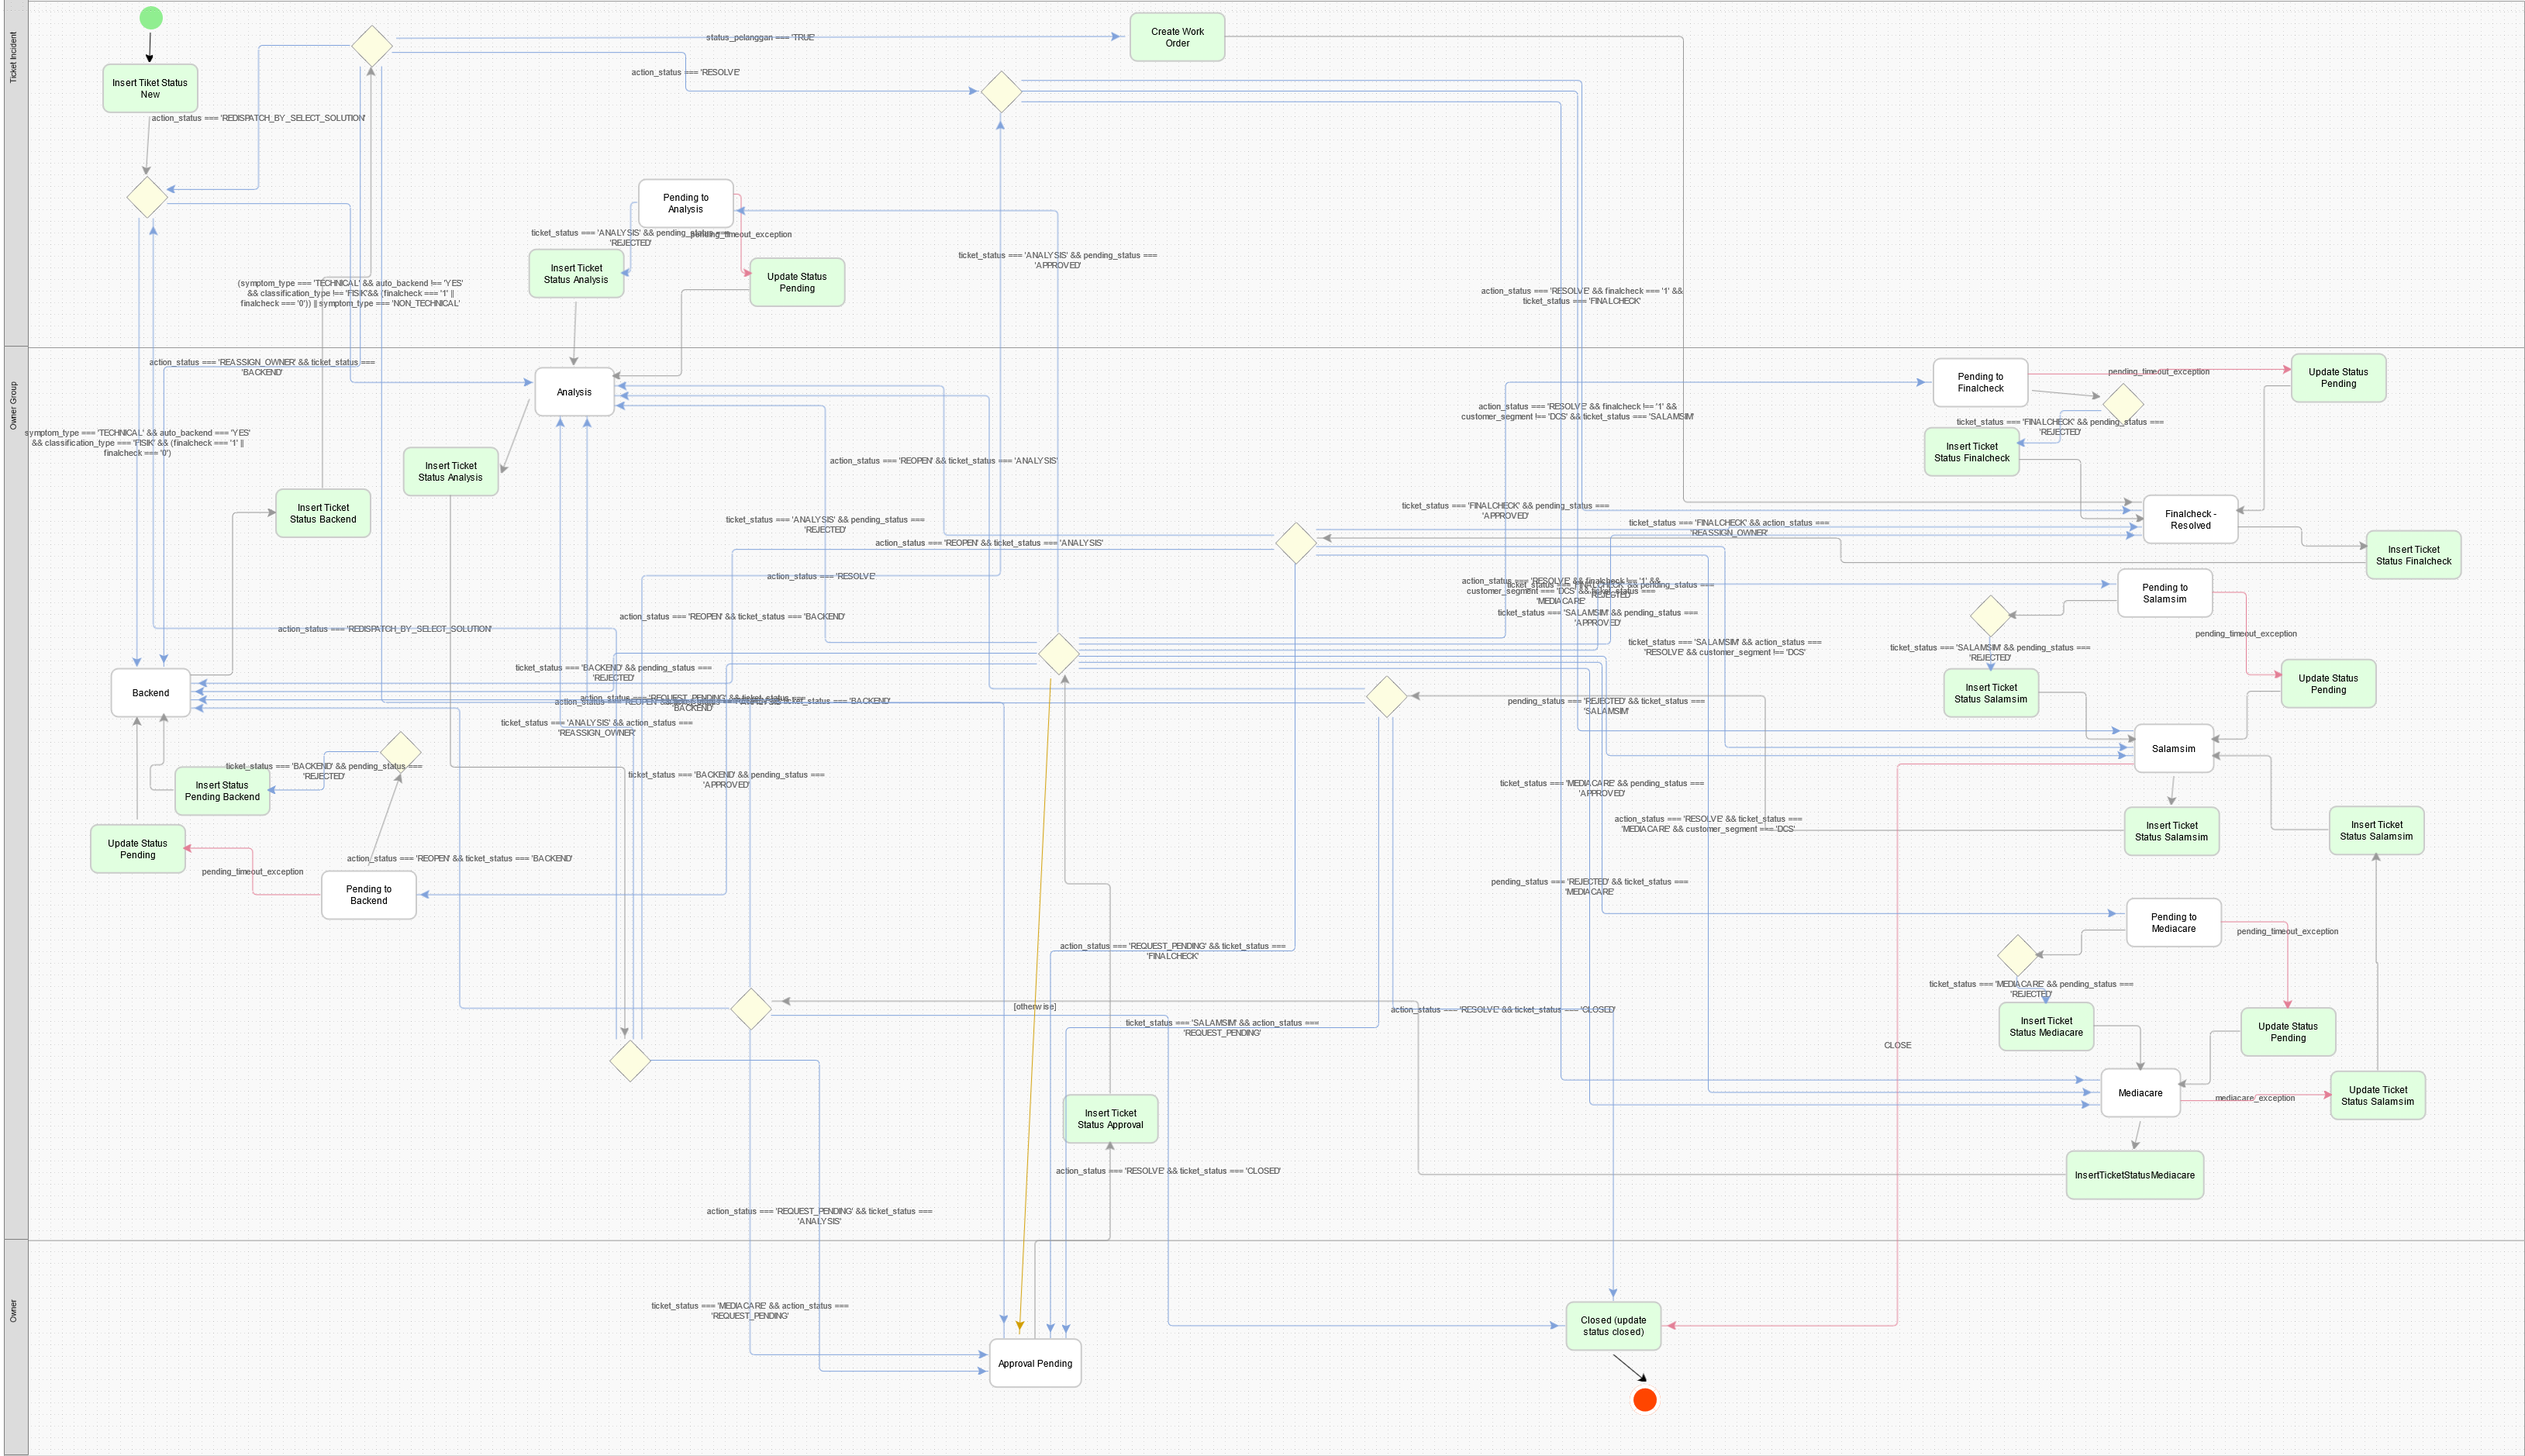 Ticket Incident
Create Work
Order
status_pelanggan === 'TRUE'
action_status === 'RESOLVE'
Insert Tiket Status
New
action_status === 'REDISPATCH_BY_SELECT_SOLUTION'
Pending to
Analysis
ticket_status === 'ANALYSIS' && pending_status ===
'REJECTED'
pending_timeout_exception
Insert Ticket
Status Analysis
Update Status
Pending
ticket_status === 'ANALYSIS' && pending_status ===
'APPROVED'
(symptom_type === 'TECHNICAL' && auto_backend !== 'YES'
&& classification_type !== 'FISIK'&& (finalcheck === '1' ||
finalcheck === '0')) || symptom_type === 'NON_TECHNICAL'
action_status === 'RESOLVE' && finalcheck === '1' &&
ticket_status === 'FINALCHECK'
Owner Group
action_status === 'REASSIGN_OWNER' && ticket_status ===
'BACKEND'
Analysis
Pending to
Finalcheck
pending_timeout_exception
Update Status
Pending
action_status === 'RESOLVE' && finalcheck !== '1' &&
customer_segment !== 'DCS' && ticket_status === 'SALAMSIM'
ticket_status === 'FINALCHECK' && pending_status ===
'REJECTED'
symptom_type === 'TECHNICAL' && auto_backend === 'YES'
&& classification_type === 'FISIK' && (finalcheck === '1' ||
finalcheck === '0')
Insert Ticket
Status Analysis
action_status === 'REOPEN' && ticket_status === 'ANALYSIS'
Insert Ticket
Status Finalcheck
Insert Ticket
Status Backend
ticket_status === 'ANALYSIS' && pending_status ===
'REJECTED'
ticket_status === 'FINALCHECK' && pending_status ===
'APPROVED'
ticket_status === 'FINALCHECK' && action_status ===
'REASSIGN_OWNER'
Finalcheck -
Resolved
action_status === 'REOPEN' && ticket_status === 'ANALYSIS'
Insert Ticket
Status Finalcheck
action_status === 'RESOLVE'
action_status === 'RESOLVE' && finalcheck !== '1' &&
customer_segment === 'DCS' && ticket_status ===
'MEDIACARE'
ticket_status === 'FINALCHECK' && pending_status ===
'REJECTED'
Pending to
Salamsim
action_status === 'REOPEN' && ticket_status === 'BACKEND'
ticket_status === 'SALAMSIM' && pending_status ===
'APPROVED'
action_status === 'REDISPATCH_BY_SELECT_SOLUTION'
pending_timeout_exception
ticket_status === 'SALAMSIM' && action_status ===
'RESOLVE' && customer_segment !== 'DCS'
ticket_status === 'SALAMSIM' && pending_status ===
'REJECTED'
ticket_status === 'BACKEND' && pending_status ===
'REJECTED'
Backend
Insert Ticket
Status Salamsim
Update Status
Pending
action_status === 'REQUEST_PENDING' && ticket_status ===
'BACKEND'
pending_status === 'REJECTED' && ticket_status ===
'SALAMSIM'
ticket_status === 'ANALYSIS' && action_status ===
'REASSIGN_OWNER'
Salamsim
ticket_status === 'BACKEND' && pending_status ===
'REJECTED'
ticket_status === 'BACKEND' && pending_status ===
'APPROVED'
Insert Status
Pending Backend
ticket_status === 'MEDIACARE' && pending_status ===
'APPROVED'
action_status === 'RESOLVE' && ticket_status ===
'MEDIACARE' && customer_segment === 'DCS'
Insert Ticket
Status Salamsim
Insert Ticket
Status Salamsim
Update Status
Pending
action_status === 'REOPEN' && ticket_status === 'BACKEND'
pending_timeout_exception
Pending to
Backend
pending_status === 'REJECTED' && ticket_status ===
'MEDIACARE'
Pending to
Mediacare
pending_timeout_exception
action_status === 'REQUEST_PENDING' && ticket_status ===
'FINALCHECK'
ticket_status === 'MEDIACARE' && pending_status ===
'REJECTED'
[otherwise]
action_status === 'RESOLVE' && ticket_status === 'CLOSED'
ticket_status === 'SALAMSIM' && action_status ===
'REQUEST_PENDING'
Insert Ticket
Status Mediacare
Update Status
Pending
CLOSE
Insert Ticket
Status Approval
Mediacare
mediacare_exception
Update Ticket
Status Salamsim
action_status === 'RESOLVE' && ticket_status === 'CLOSED'
InsertTicketStatusMediacare
action_status === 'REQUEST_PENDING' && ticket_status ===
'ANALYSIS'
Owner
ticket_status === 'MEDIACARE' && action_status ===
'REQUEST_PENDING'
Closed (update
status closed)
Approval Pending